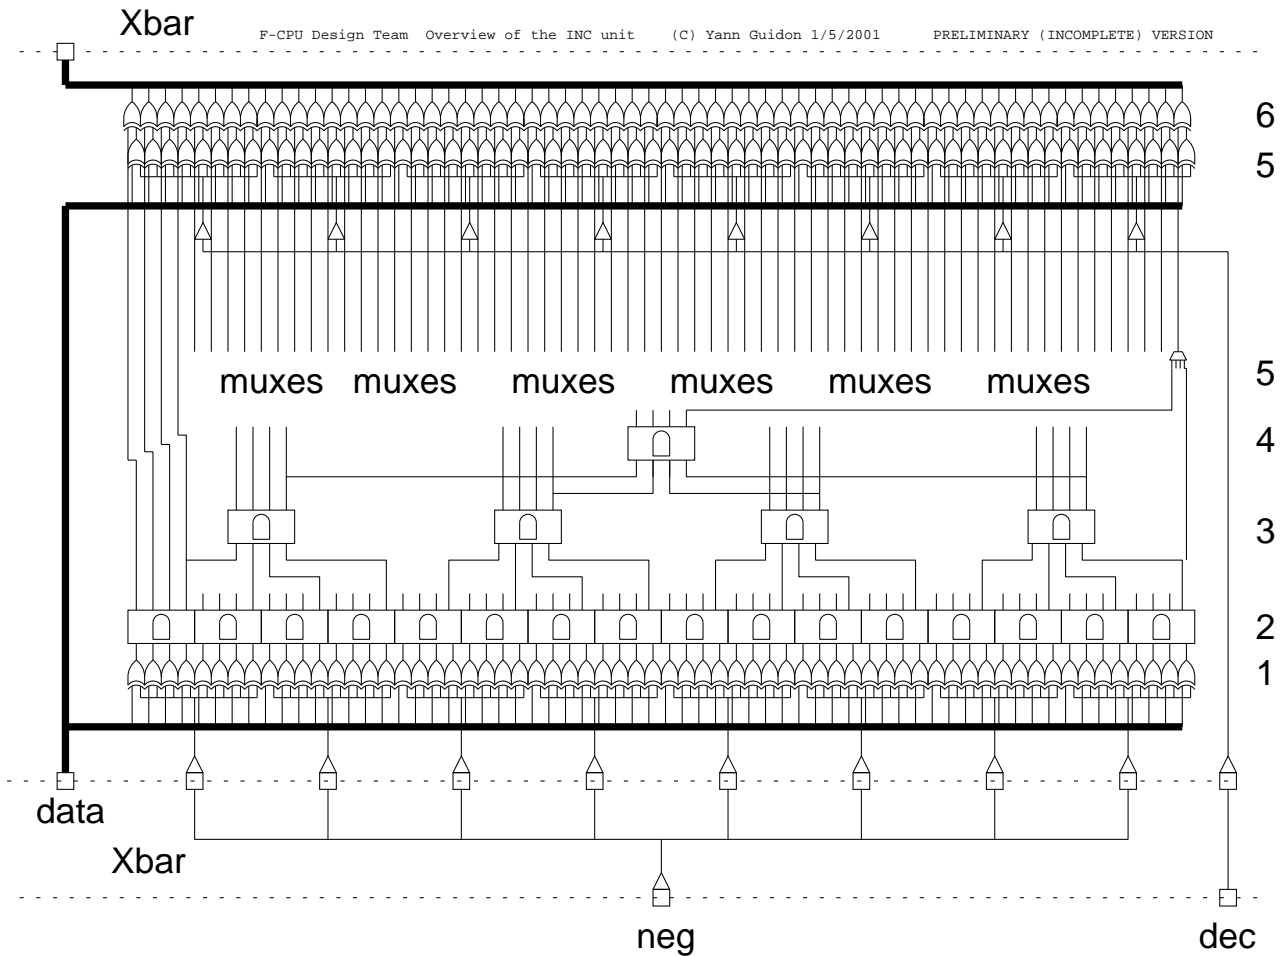 Xbar
F-CPU Design Team  Overview of the INC unit    (C) Yann Guidon 1/5/2001      PRELIMINARY (INCOMPLETE) VERSION
6
5
muxes muxes muxes muxes muxes muxes 5
4
3
2
1
data
Xbar
neg dec